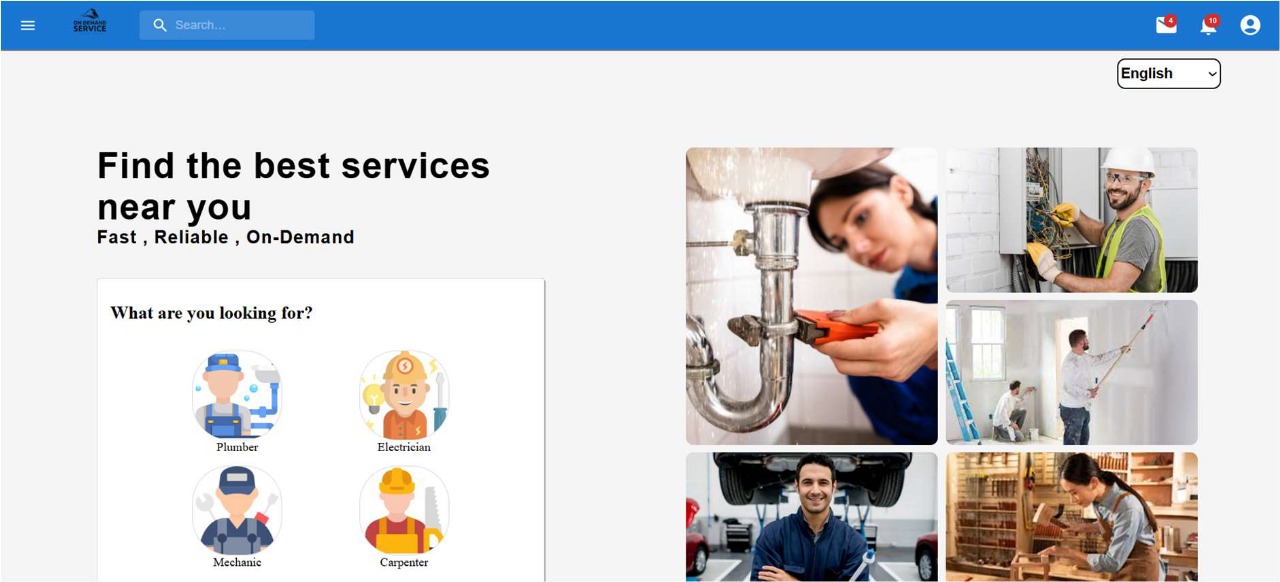 ON DEMAND
SERVICE
Search…
4
10
English
Find the best services
near you
Fast , Reliable , On-Demand
What are you looking for?
Plumber
Electrician
Mechanic
Carpenter